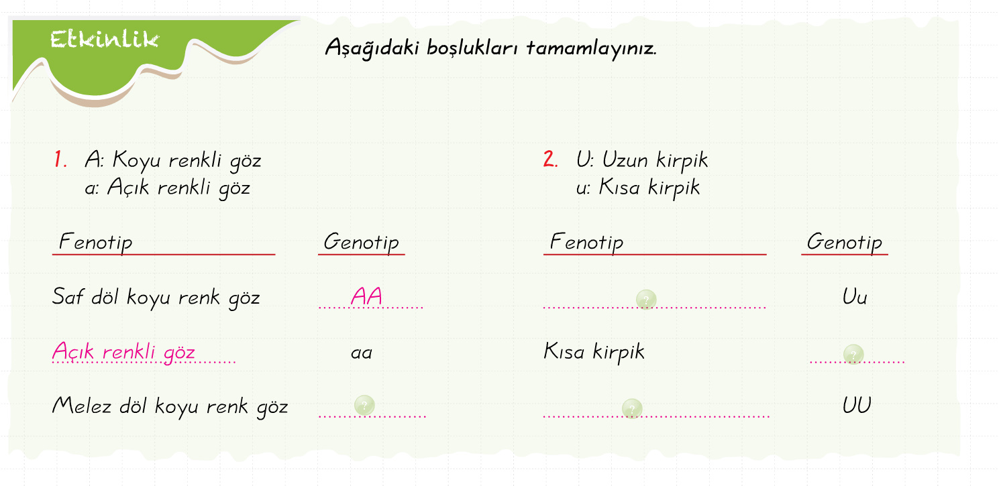 Etkinlik
Aşağıdaki boşlukları tamamlayınız.
1. A: Koyu renkli göz
a: Açık renkli göz
Fenotip Genotip
Saf döl koyu renk göz AA
Açık renkli göz aa
Melez döl koyu renk göz ?
2. U: Uzun kirpik
u: Kısa kirpik
Fenotip Genotip
? Uu
Kısa kirpik ?
? UU